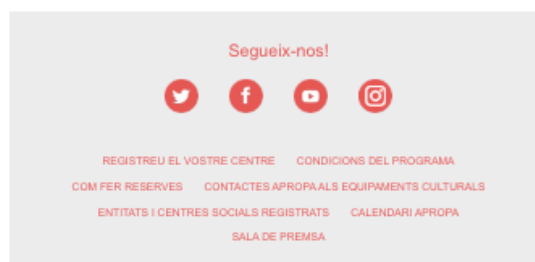 Segueix-nos!
REGISTREU EL VOSTRE CENTRE CONDICIONS DEL PROGRAMA
COM FER RESERVES CONTACTES APROPA ALS EQUIPAMENTS CULTURALS
ENTITATS I CENTRES SOCIALS REGISTRATS CALENDARI APROPA
SALA DE PREMSA